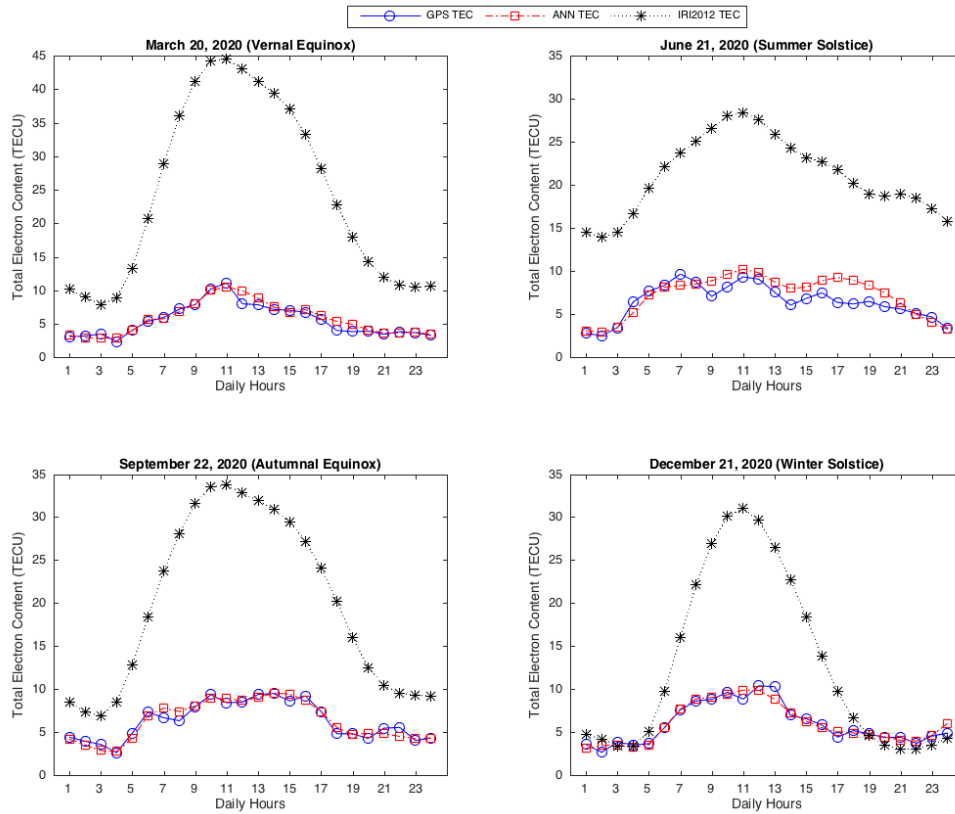 GPS TEC ANN TEC IRI2012 TEC
March 20, 2020 (Vernal Equinox)
Total Electron Content (TECU)
45
40
35
30
25
20
15
10
5
0
1 3 5 7 9 11 13 15 17 19 21 23
Daily Hours
June 21, 2020 (Summer Solstice)
Total Electron Content (TECU)
35
30
25
20
15
10
5
0
1 3 5 7 9 11 13 15 17 19 21 23
Daily Hours
September 22, 2020 (Autumnal Equinox)
Total Electron Content (TECU)
35
30
25
20
15
10
5
0
1 3 5 7 9 11 13 15 17 19 21 23
Daily Hours
December 21, 2020 (Winter Solstice)
Total Electron Content (TECU)
35
30
25
20
15
10
5
0
1 3 5 7 9 11 13 15 17 19 21 23
Daily Hours